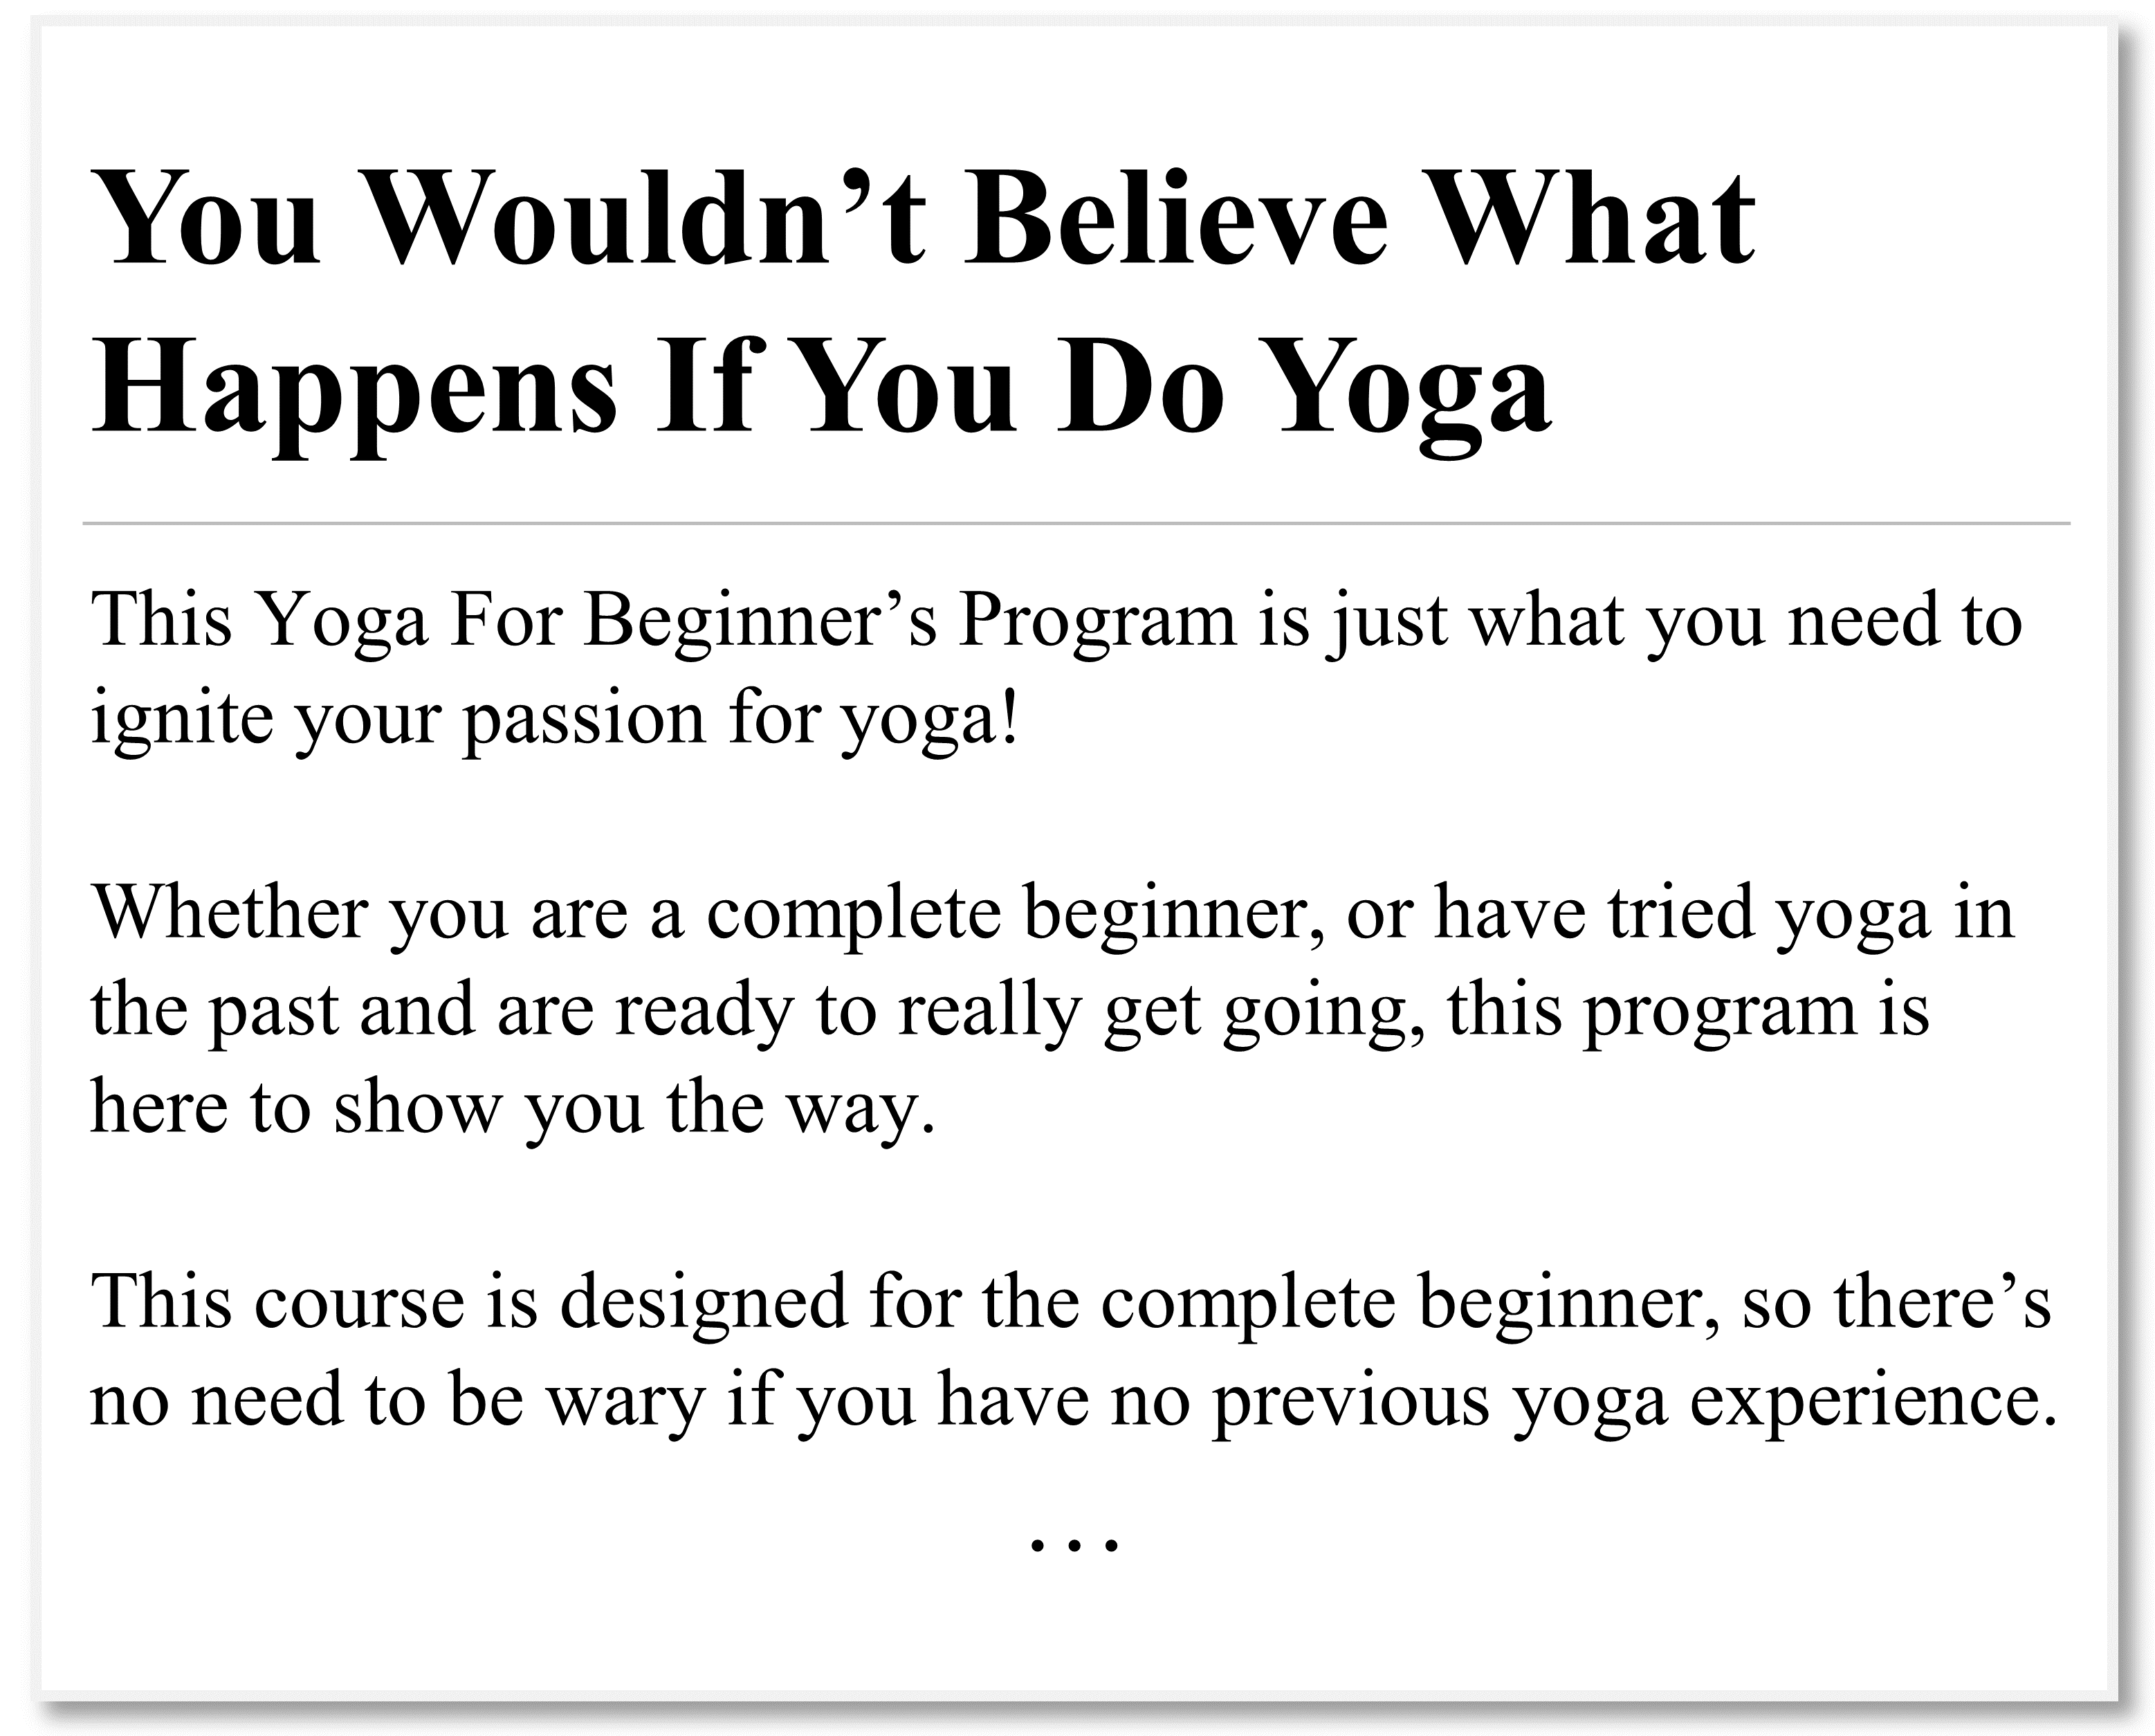 You Wouldn’t Believe What
Happens If You Do Yoga
This Yoga For Beginner’s Program is just what you need to
ignite your passion for yoga!
Whether you are a complete beginner, or have tried yoga in
the past and are ready to really get going, this program is
here to show you the way.
This course is designed for the complete beginner, so there’s
no need to be wary if you have no previous yoga experience.
...